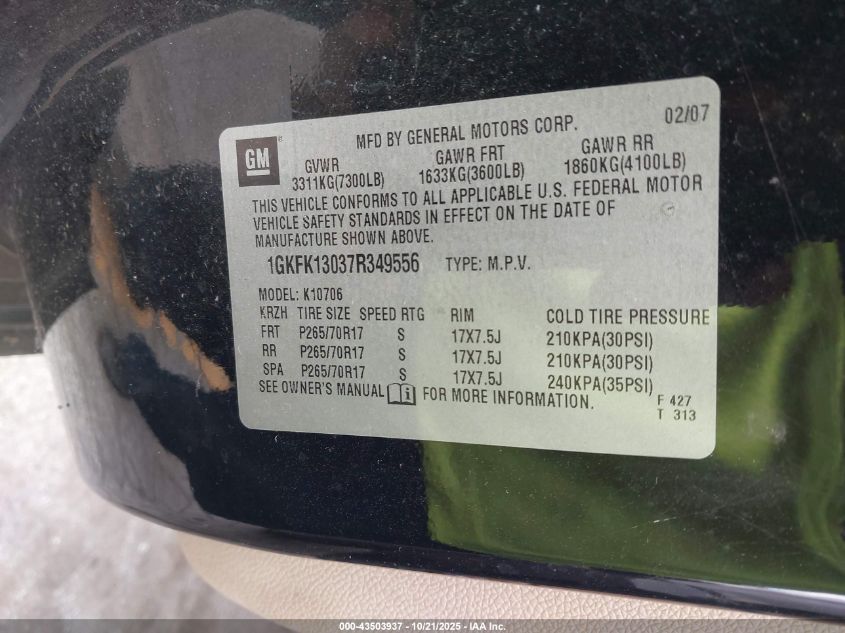 02/07
MFD BY GENERAL MOTORS CORP.
GM
GVWR GAWR FRT GAWR RR
3311KG(7300LB) 1633KG(3600LB) 1860KG(4100LB)
THIS VEHICLE CONFORMS TO ALL APPLICABLE U.S. FEDERAL MOTOR
VEHICLE SAFETY STANDARDS IN EFFECT ON THE DATE OF
MANUFACTURE SHOWN ABOVE.
1GKFK13037R349556 TYPE: M.P.V.
MODEL: K10706
KRZH TIRE SIZE SPEED RTG RIM COLD TIRE PRESSURE
FRT P265/70R17 S 17X7.5J 210KPA(30PSI)
RR P265/70R17 S 17X7.5J 210KPA(30PSI)
SPA P265/70R17 S 17X7.5J 240KPA(35PSI)
SEE OWNER'S MANUAL FOR MORE INFORMATION.
F 427
T 313
000-43503937 - 10/21/2025 - IAA Inc.